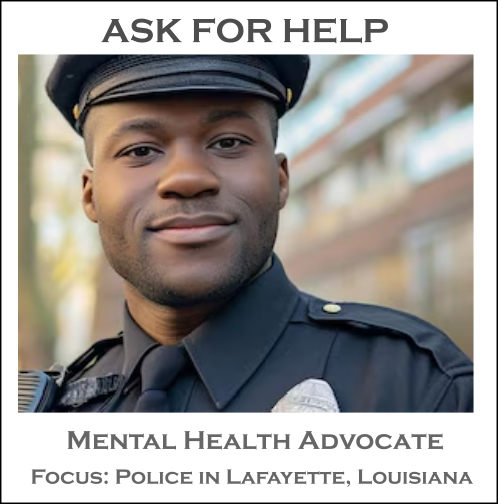 ASK FOR HELP
MENTAL HEALTH ADVOCATE
FOCUS: POLICE IN LAFAYETTE, LOUISIANA